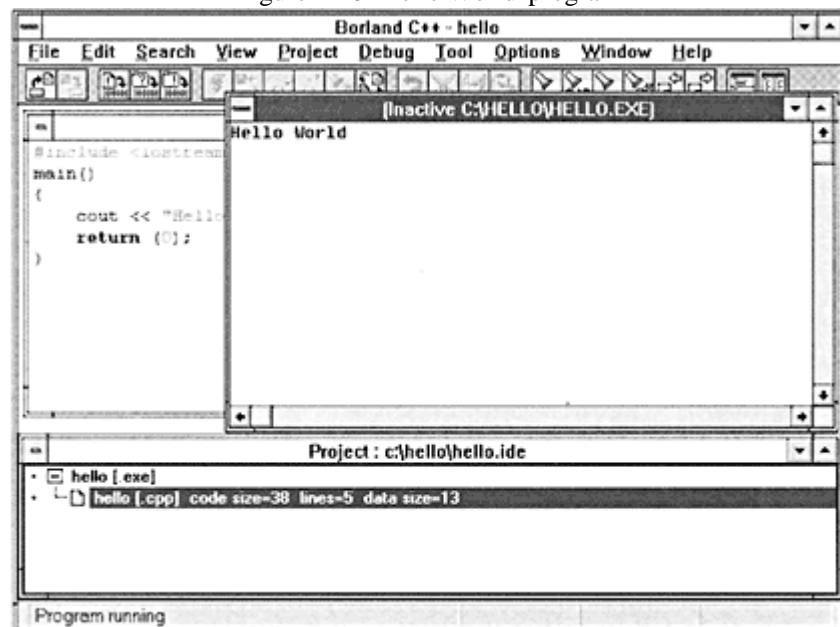 Borland C++ - hello
File Edit Search View Project Debug Tool Options Window Help
[Inactive C:\HELLO\HELLO.EXE]
Hello World
#include <iostream
main()
{
cout << "Hello
return (0);
}
Project : c:\hello\hello.ide
hello [.exe]
hello [.cpp] code size=38 lines=5 data size=13
Program running